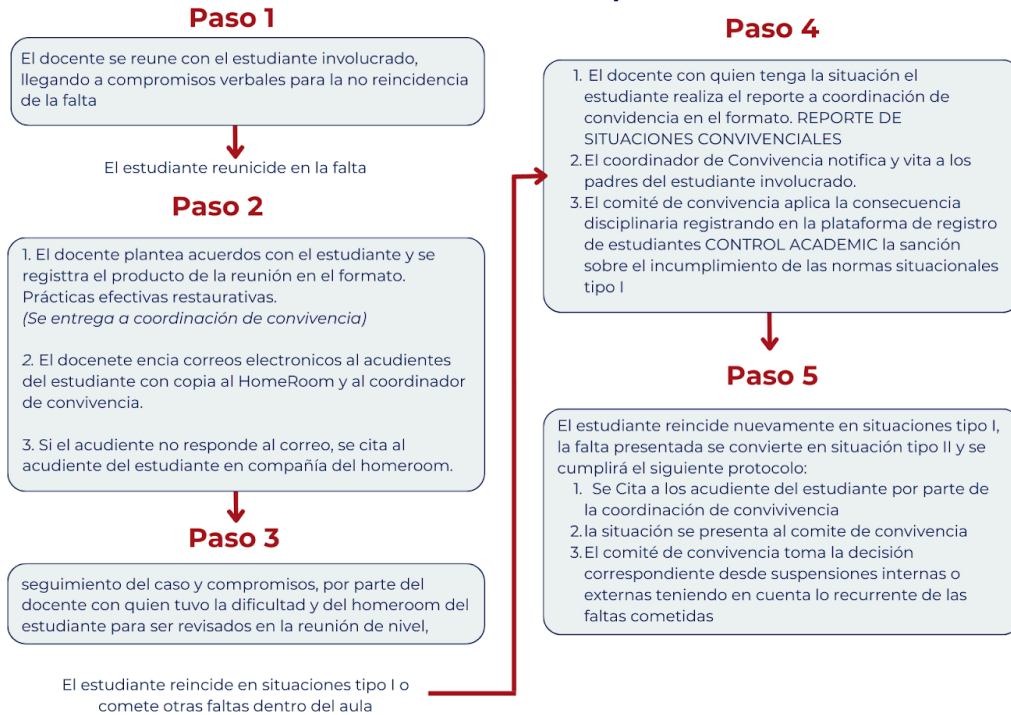 Paso 1
El docente se reune con el estudiante involucrado,
llegando a compromisos verbales para la no reincidencia
de la falta
El estudiante reunicide en la falta
Paso 2
1. El docente plantea acuerdos con el estudiante y se
registtra el producto de la reunión en el formato.
Prácticas efectivas restaurativas.
(Se entrega a coordinación de convivencia)
2. El docenete encia correos electronicos al acudientes
del estudiante con copia al HomeRoom y al coordinador
de convivencia.
3. Si el acudiente no responde al correo, se cita al
acudiente del estudiante en compañía del homeroom.
Paso 3
seguimiento del caso y compromisos, por parte del
docente con quien tuvo la dificultad y del homeroom del
estudiante para ser revisados en la reunión de nivel,
El estudiante reincide en situaciones tipo I o
comete otras faltas dentro del aula
Paso 4
1. El docente con quien tenga la situación el
estudiante realiza el reporte a coordinación de
convidencia en el formato. REPORTE DE
SITUACIONES CONVIVENCIALES
2. El coordinador de Convivencia notifica y vita a los
padres del estudiante involucrado.
3. El comité de convivencia aplica la consecuencia
disciplinaria registrando en la plataforma de registro
de estudiantes CONTROL ACADEMIC la sanción
sobre el incumplimiento de las normas situacionales
tipo I
Paso 5
El estudiante reincide nuevamente en situaciones tipo I,
la falta presentada se convierte en situación tipo II y se
cumplirá el siguiente protocolo:
1. Se Cita a los acudiente del estudiante por parte de
la coordinación de convivivencia
2. la situación se presenta al comite de convivencia
3. El comité de convivencia toma la decisión
correspondiente desde suspensiones internas o
externas teniendo en cuenta lo recurrente de las
faltas cometidas